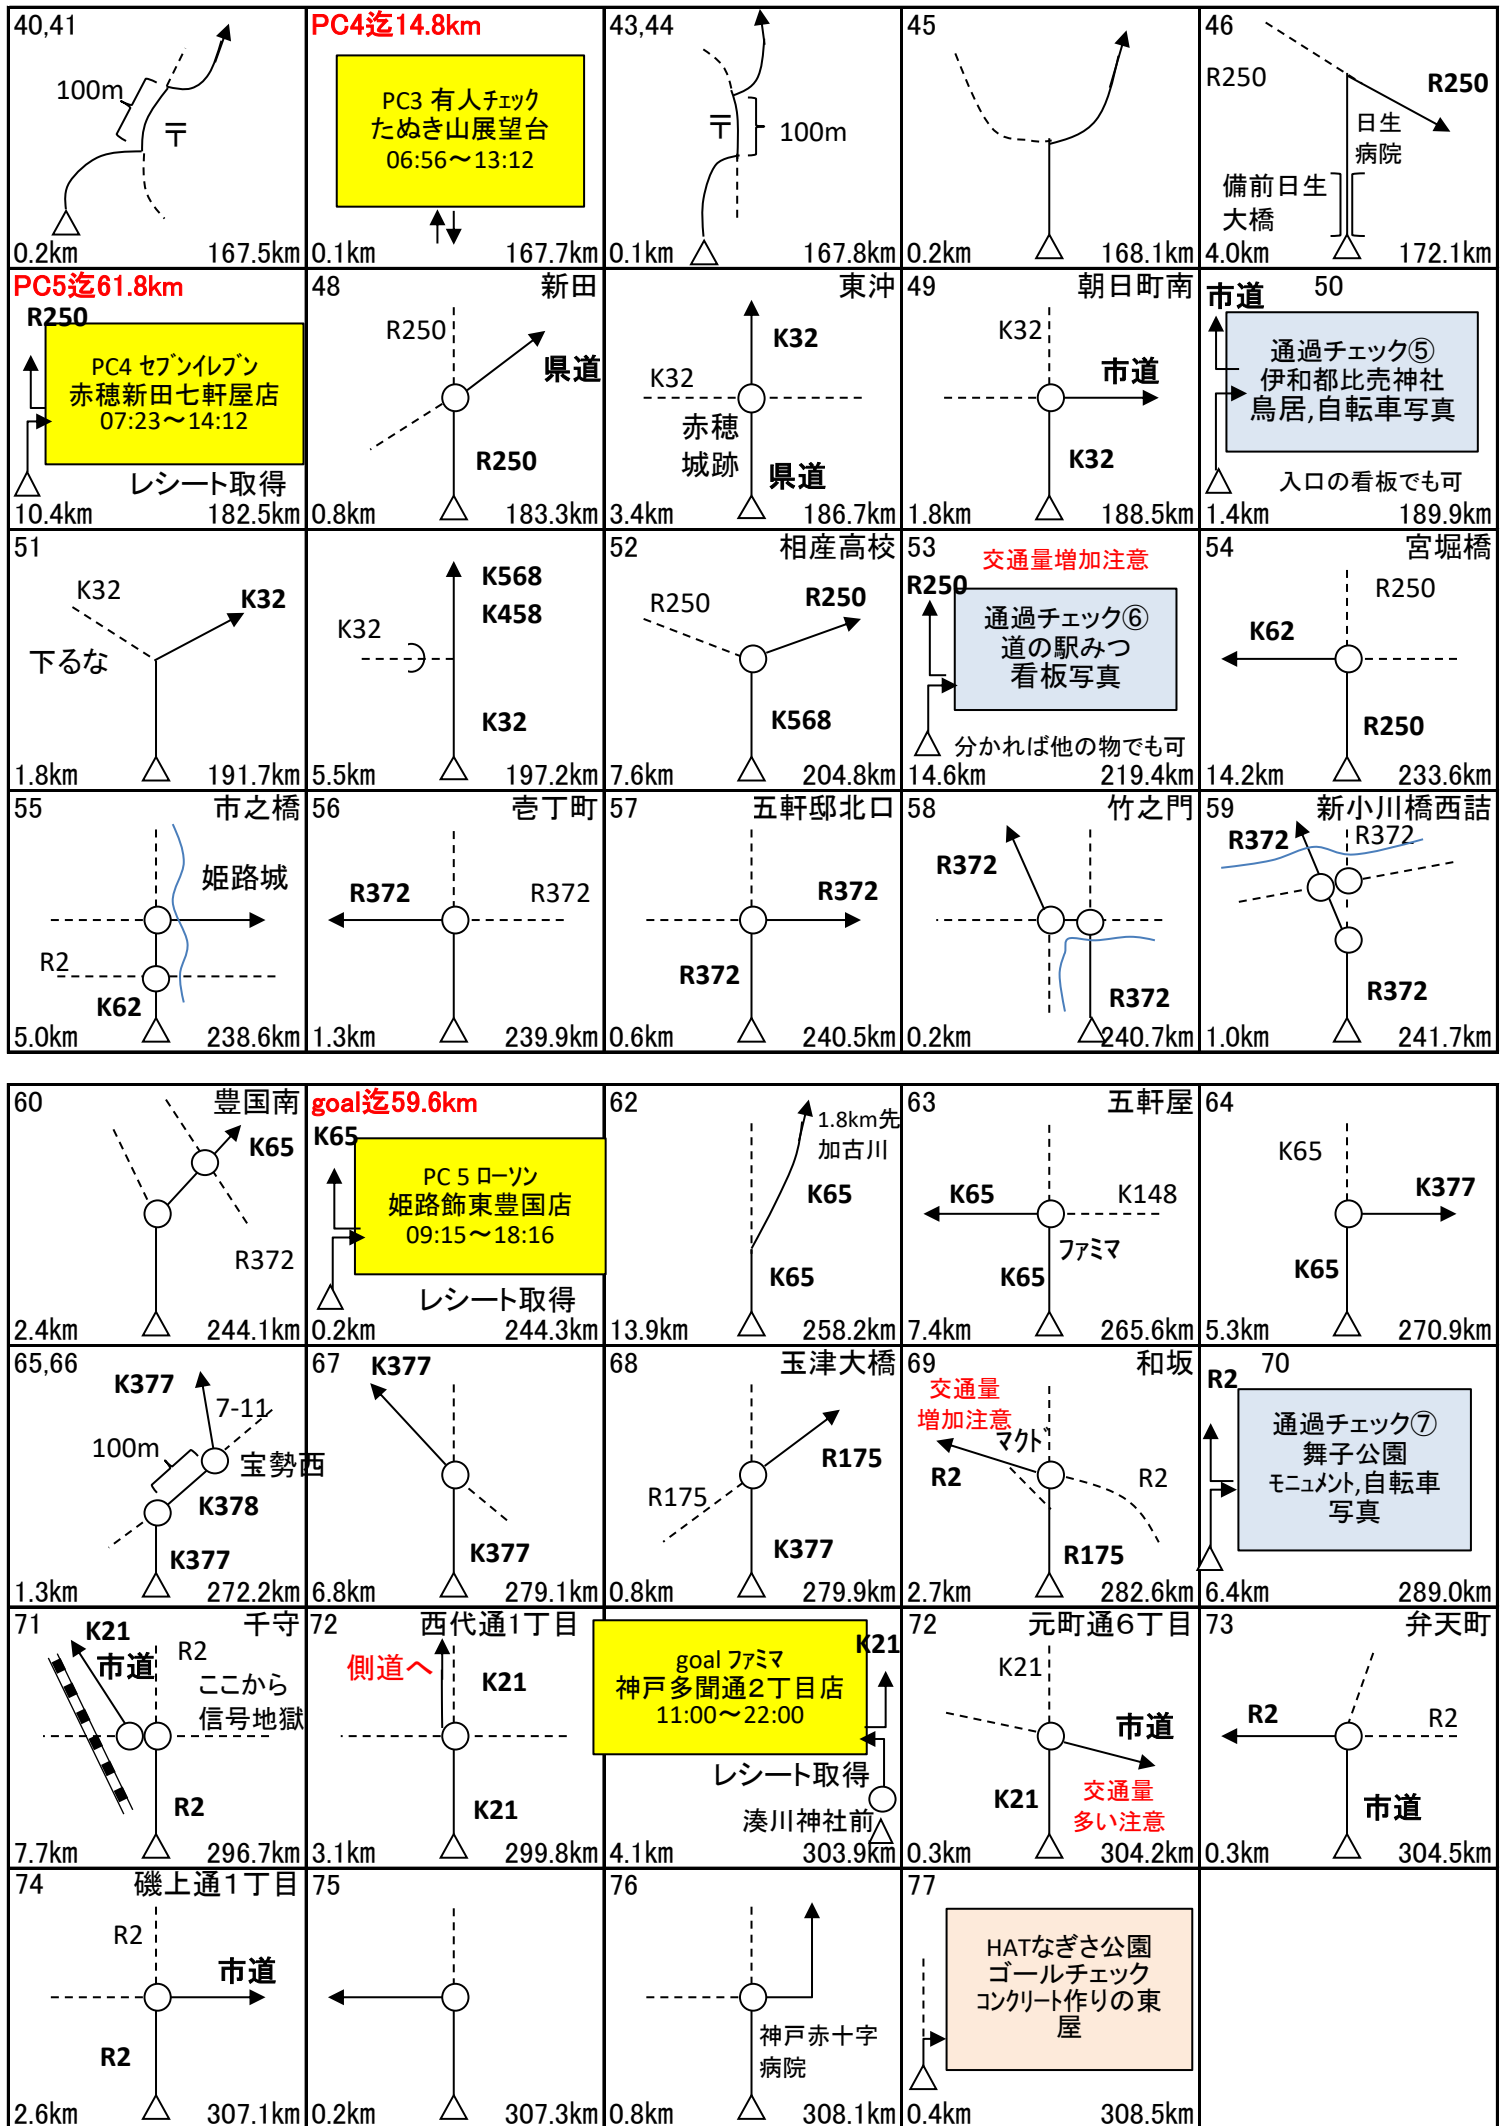 40,41
100m
〒
0.2km 167.5km
PC4迄14.8km
PC3 有人チェック
たぬき山展望台
06:56～13:12
0.1km 167.7km
43,44
〒 100m
0.1km 167.8km
45
0.2km 168.1km
46
R250 R250
日生
病院
備前日生
大橋
4.0km 172.1km
PC5迄61.8km
R250
PC4 セブンイレブン
赤穂新田七軒屋店
07:23～14:12
レシート取得
10.4km 182.5km
48 新田
R250
県道
R250
0.8km 183.3km
東沖
K32
K32
赤穂
城跡
県道
3.4km 186.7km
49 朝日町南
K32
市道
K32
1.8km 188.5km
市道 50
通過チェック⑤
伊和都比売神社
鳥居,自転車写真
入口の看板でも可
1.4km 189.9km
51
K32 K32
下るな
1.8km 191.7km
K568
K458
K32
K32
5.5km 197.2km
52 相産高校
R250 R250
K568
7.6km 204.8km
53
交通量増加注意
R250
通過チェック⑥
道の駅みつ
看板写真
分かれば他の物でも可
14.6km 219.4km
54 宮堀橋
R250
K62
R250
14.2km 233.6km
55 市之橋
姫路城
R2
K62
5.0km 238.6km
56 壱丁町
R372 R372
1.3km 239.9km
57 五軒邸北口
R372
R372
0.6km 240.5km
58 竹之門
R372
R372
0.2km 240.7km
59 新小川橋西詰
R372 R372
R372
1.0km 241.7km
60 豊国南
K65
R372
2.4km 244.1km
goal迄59.6km
K65
PC 5 ローソン
姫路飾東豊国店
09:15～18:16
レシート取得
0.2km 244.3km
62
1.8km先
加古川
K65
K65
13.9km 258.2km
63 五軒屋
K65 K148
ファミマ
K65
7.4km 265.6km
64
K65
K377
K65
5.3km 270.9km
65,66
K377
7-11
100m
宝勢西
K378
K377
1.3km 272.2km
67 K377
K377
6.8km 279.1km
68 玉津大橋
R175
R175
K377
0.8km 279.9km
69 和坂
交通量
増加注意
マクド
R2 R2
R175
2.7km 282.6km
70
R2
通過チェック⑦
舞子公園
モニュメント,自転車
写真
6.4km 289.0km
71 千守
K21
市道
R2
ここから
信号地獄
R2
7.7km 296.7km
72 西代通1丁目
側道へ
K21
K21
3.1km 299.8km
goal ファミマ
神戸多聞通2丁目店
11:00～22:00
K21
レシート取得
湊川神社前
4.1km 303.9km
72 元町通6丁目
K21
市道
K21
交通量
多い注意
0.3km 304.2km
73 弁天町
R2 R2
市道
0.3km 304.5km
74 磯上通1丁目
R2
市道
R2
2.6km 307.1km
75
0.2km 307.3km
76
神戸赤十字
病院
0.8km 308.1km
77
HATなぎさ公園
ゴールチェック
コンクリート作りの東
屋
0.4km 308.5km